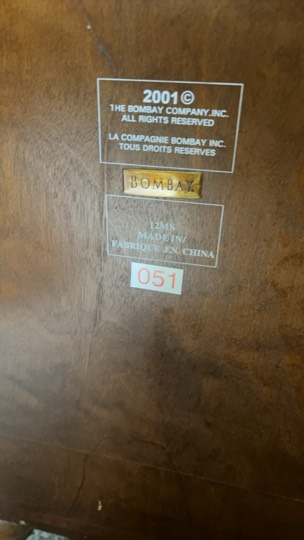 2001©
THE BOMBAY COMPANY,INC.
ALL RIGHTS RESERVED
LA COMPAGNIE BOMBAY INC.
TOUS DROITS RESERVES
BOMBAY
12MS
MADE IN/
FABRIQUE EN CHINA
051